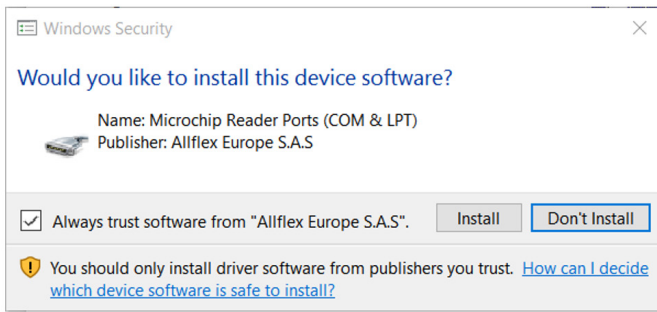 Windows Security
Would you like to install this device software?
Name: Microchip Reader Ports (COM & LPT)
Publisher: Allflex Europe S.A.S
Always trust software from "Allflex Europe S.A.S".
Install
Don't Install
You should only install driver software from publishers you trust. How can I decide
which device software is safe to install?